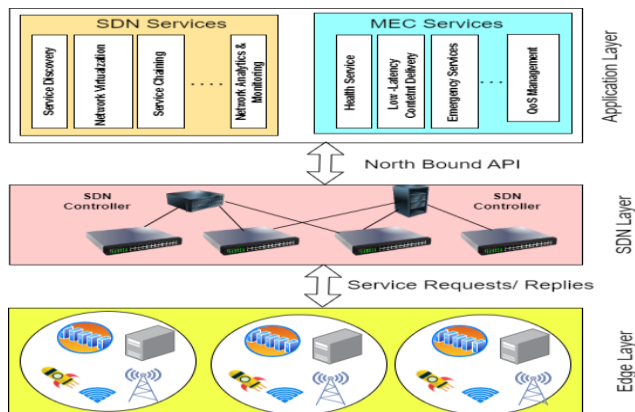 SDN Services
Service Discovery
Network Virtualization
Service Chaining
. . . .
Network Analytics &
Monitoring
MEC Services
Health Service
Low -Latency
Contetnt Delivery
Emergency Services
. . .
QoS Management
Application Layer
North Bound API
SDN
Controller
SDN
Controller
SDN Layer
Service Requests/ Replies
Edge Layer